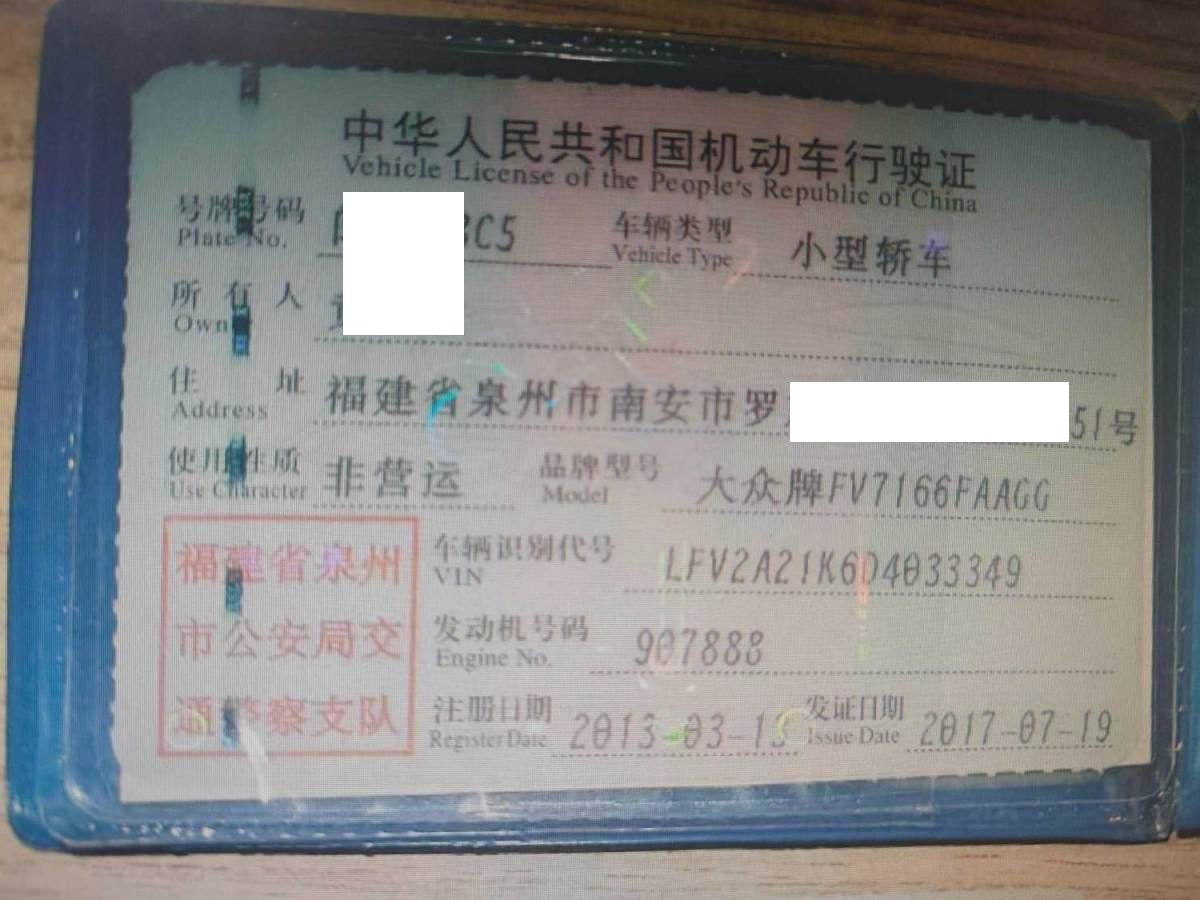 中华人民共和国机动车行驶证
Vehicle License of the People's Republic of China
号牌号码 3C5 车辆类型 小型轿车
Plate No. Vehicle Type
所有人
Owner
住址 福建省泉州市南安市罗 51号
Address
使用性质 非营运 品牌型号 大众牌FV7166FAAGG
Use Character Model
福建省泉州
市公安局交
通警察支队
车辆识别代号 LFV2A21K6D4033349
VIN
发动机号码 907888
Engine No.
注册日期 2013-03-13 发证日期 2017-07-19
Register Date Issue Date